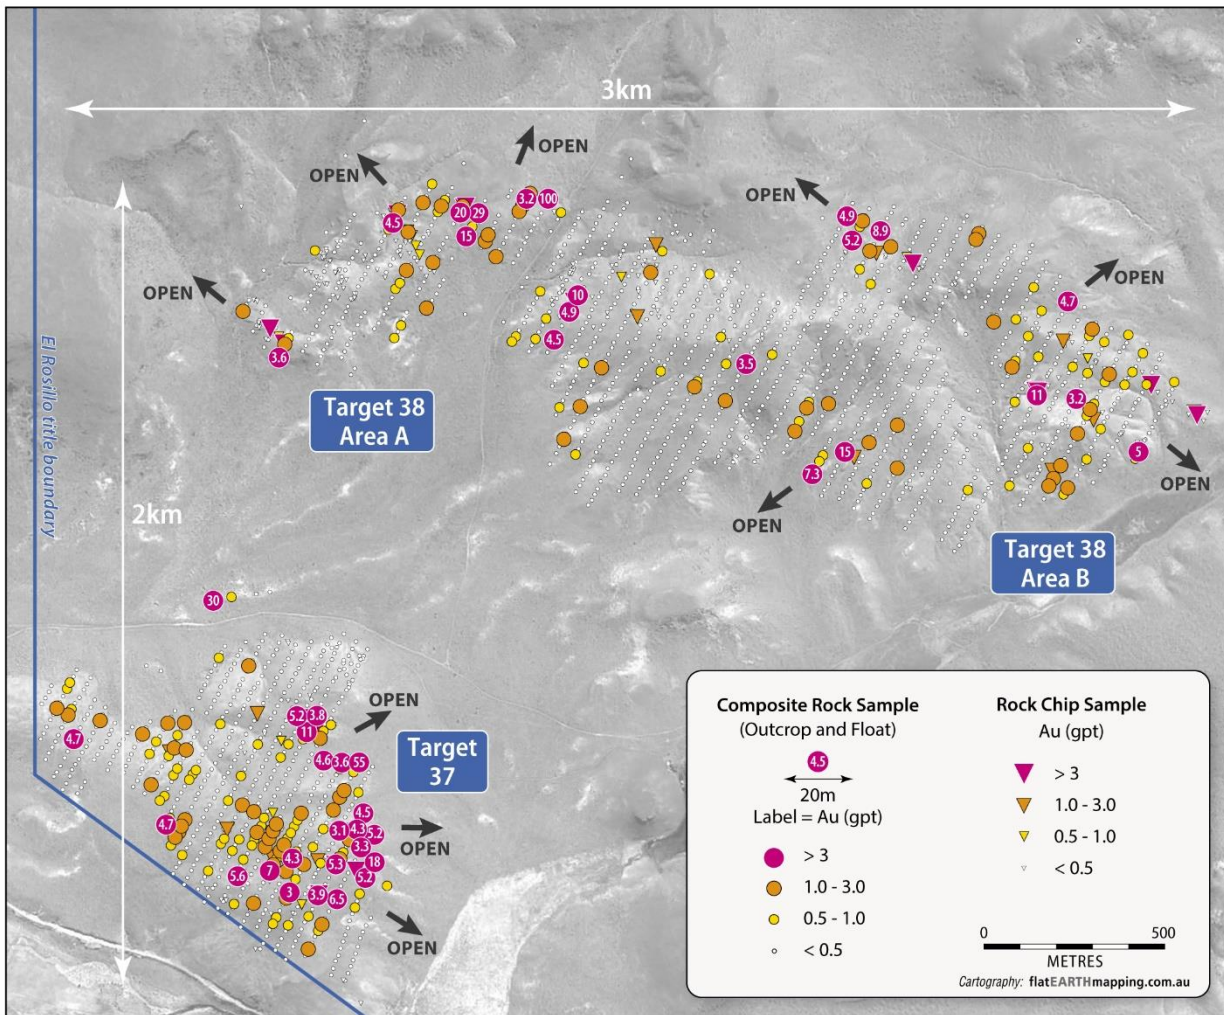 3km
OPEN
OPEN
OPEN
OPEN
OPEN
OPEN
OPEN
4.5
20
29
15
3.2
100
3.6
10
4.9
4.5
3.5
4.9
5.2
8.9
4.7
11
3.2
5
15
7.3
Target 38
Area A
Target 38
Area B
El Rosillo title boundary
2km
30
4.7
5.2
3.8
11
OPEN
4.6
3.6
55
Target
37
4.7
4.5
3.1
4.3
5.2
3.3
OPEN
4.3
5.3
18
5.6
7
5.2
3
3.9
6.5
OPEN
Composite Rock Sample
(Outcrop and Float)
4.5
20m
Label = Au (gpt)
> 3
1.0 - 3.0
0.5 - 1.0
< 0.5
Rock Chip Sample
Au (gpt)
> 3
1.0 - 3.0
0.5 - 1.0
< 0.5
0
500
METRES
Cartography: flatEARTHmapping.com.au